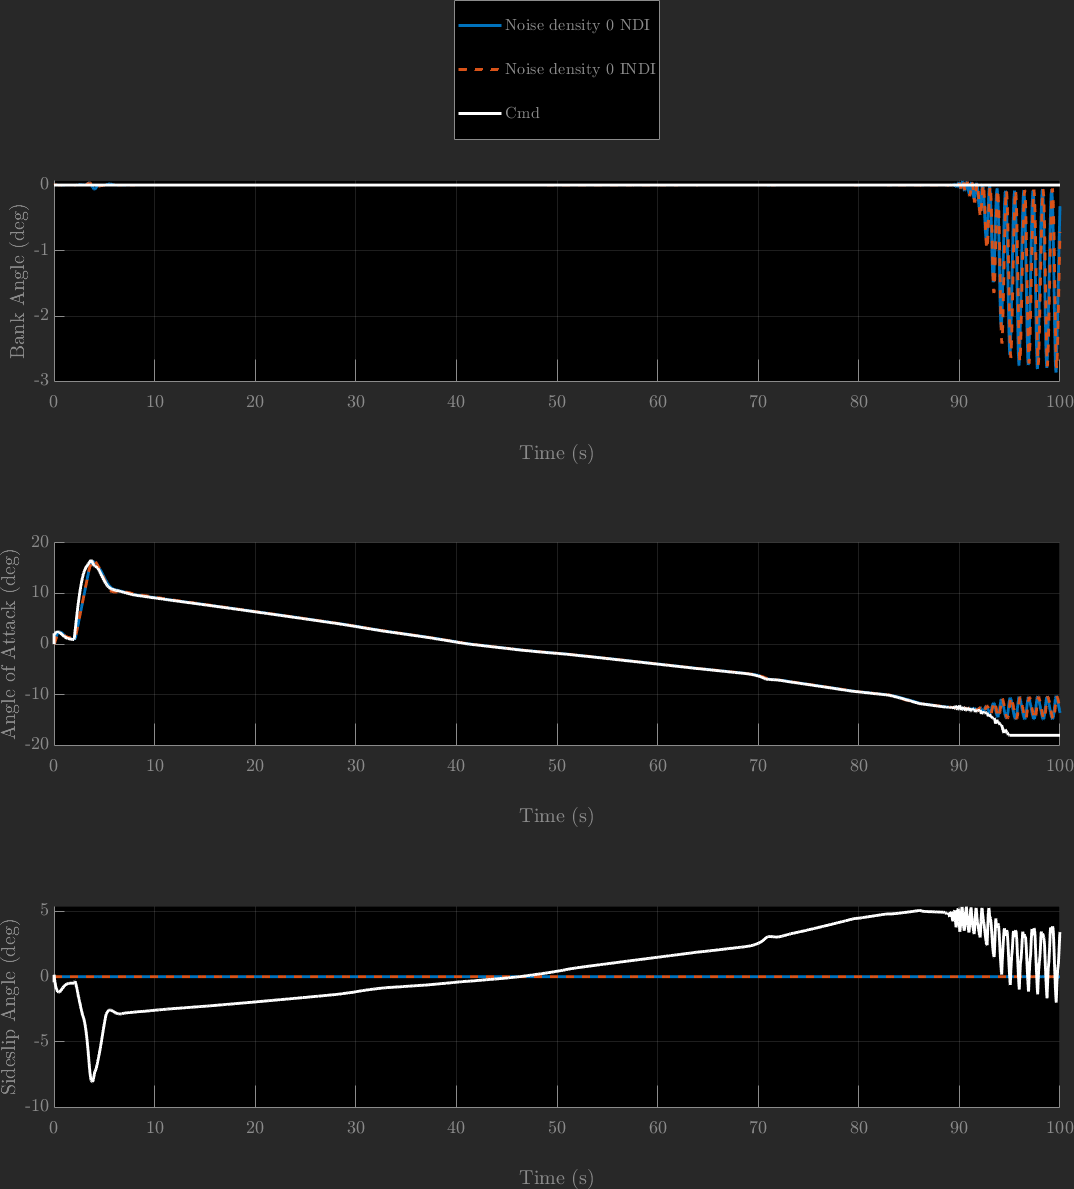 Noise density 0 NDI
Noise density 0 INDI
Cmd
Bank Angle (deg)
0
-1
-2
-3
0 10 20 30 40 50 60 70 80 90 100
Time (s)
Angle of Attack (deg)
20
10
0
-10
-20
0 10 20 30 40 50 60 70 80 90 100
Time (s)
Sideslip Angle (deg)
5
0
-5
-10
0 10 20 30 40 50 60 70 80 90 100
Time (s)